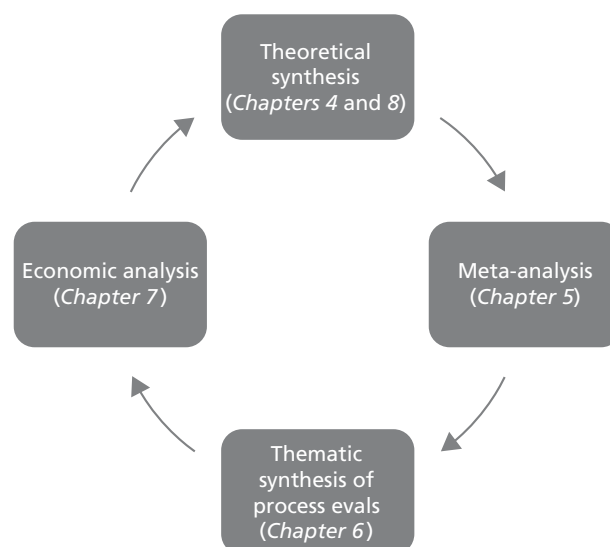 Theoretical
synthesis
(Chapters 4 and 8)
Economic analysis
(Chapter 7)
Meta-analysis
(Chapter 5)
Thematic
synthesis of
process evals
(Chapter 6)